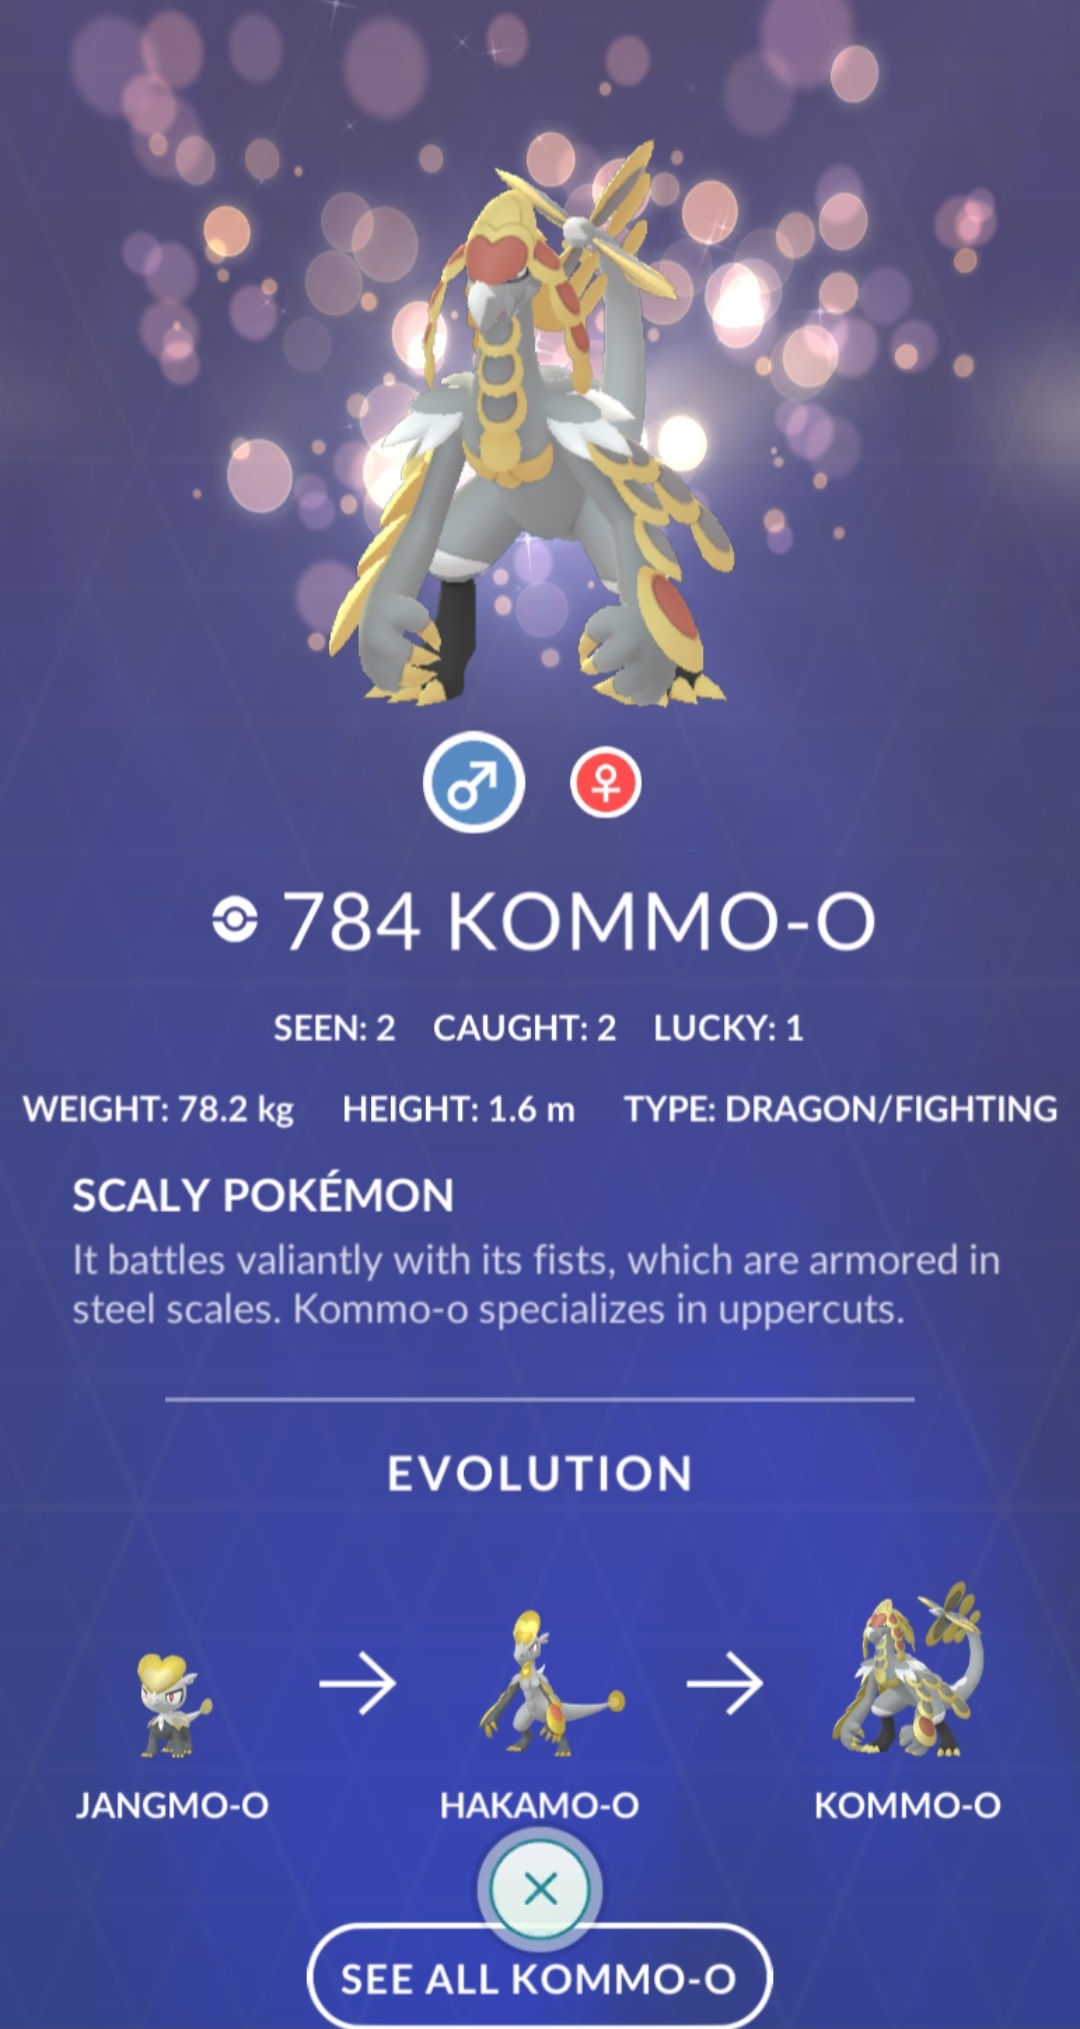 784 KOMMO-O
SEEN: 2 CAUGHT: 2 LUCKY: 1
WEIGHT: 78.2 kg HEIGHT: 1.6 m TYPE: DRAGON/FIGHTING
SCALY POKÉMON
It battles valiantly with its fists, which are armored in
steel scales. Kommo-o specializes in uppercuts.
EVOLUTION
JANGMO-O HAKAMO-O KOMMO-O
SEE ALL KOMMO-O